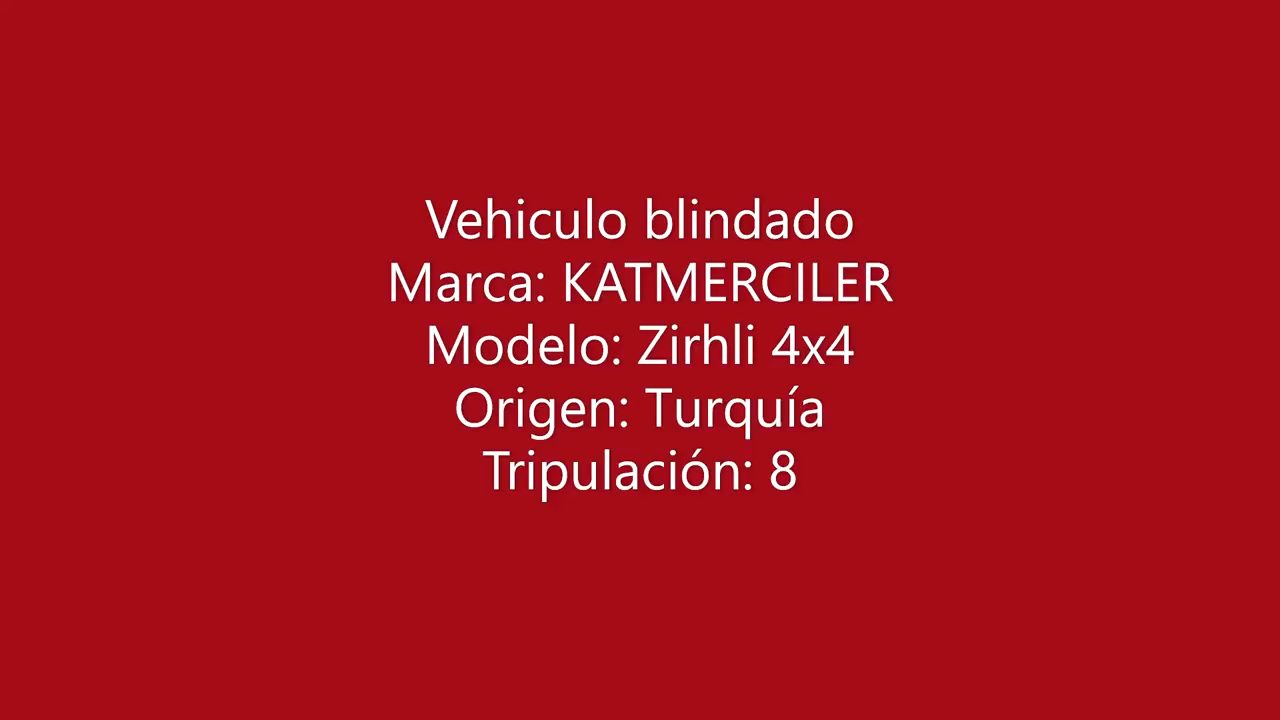 Vehiculo blindado
Marca: KATMERCILER
Modelo: Zirhli 4x4
Origen: Turquía
Tripulación: 8